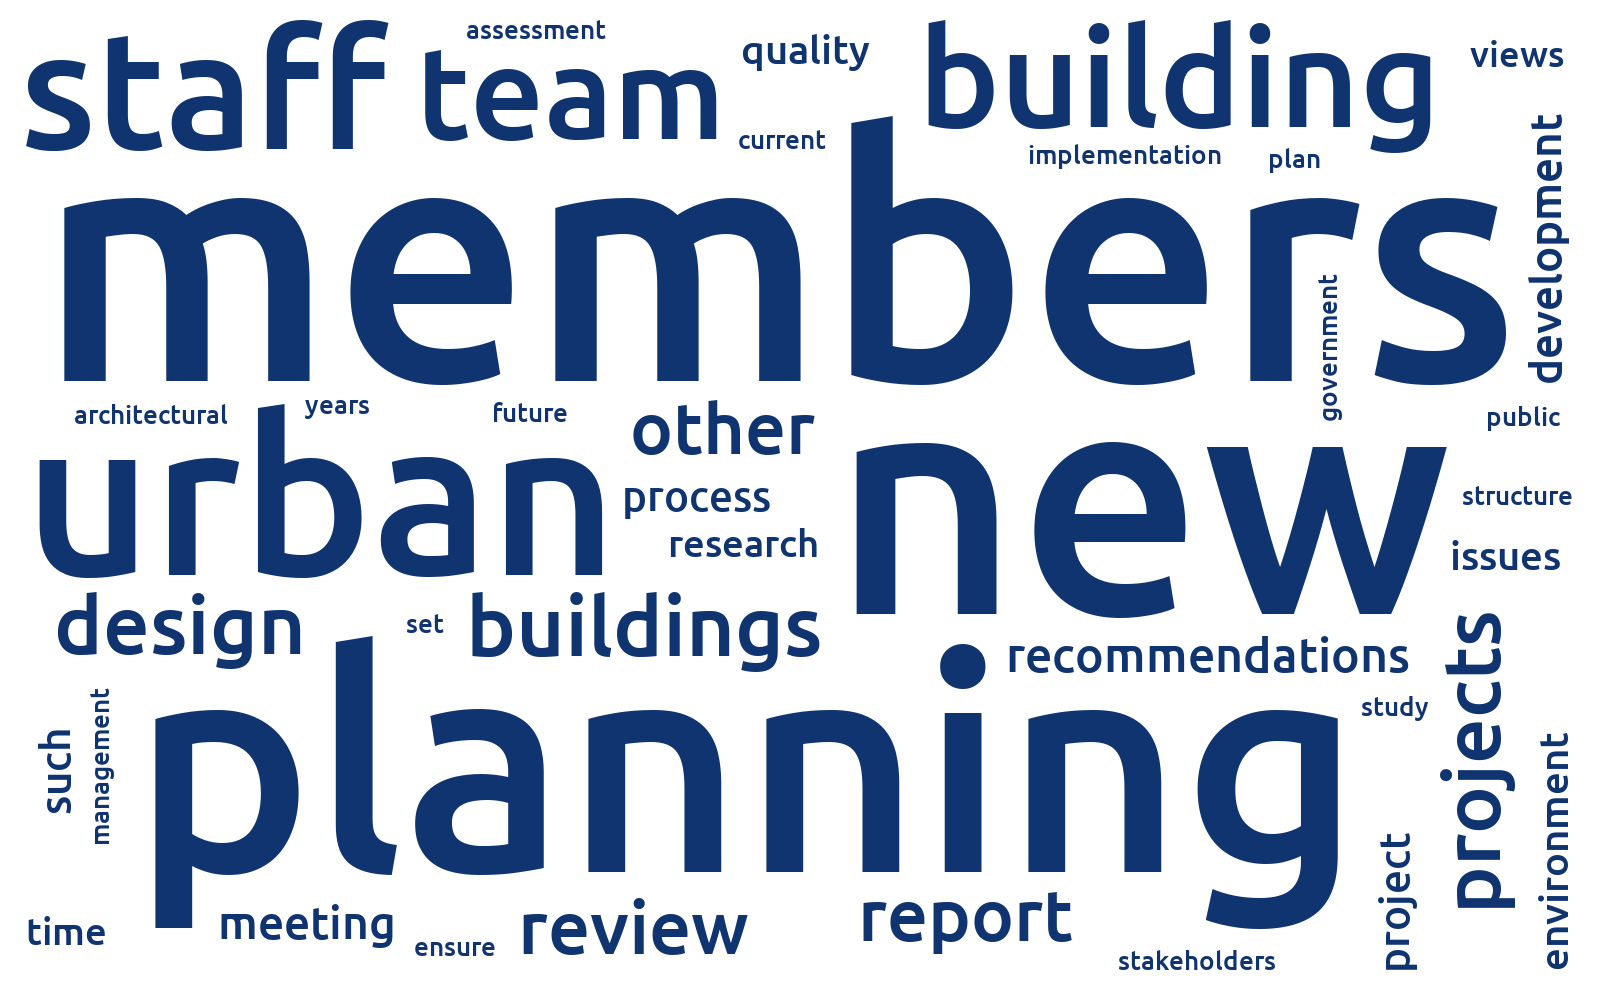 staff
team
assessment
quality
building
views
current
implementation
plan
members
development
government
architectural
years
future
other
public
urban
new
process
structure
research
issues
design
set
buildings
recommendations
projects
planning
study
such
management
environment
project
time
meeting
ensure
review
report
stakeholders